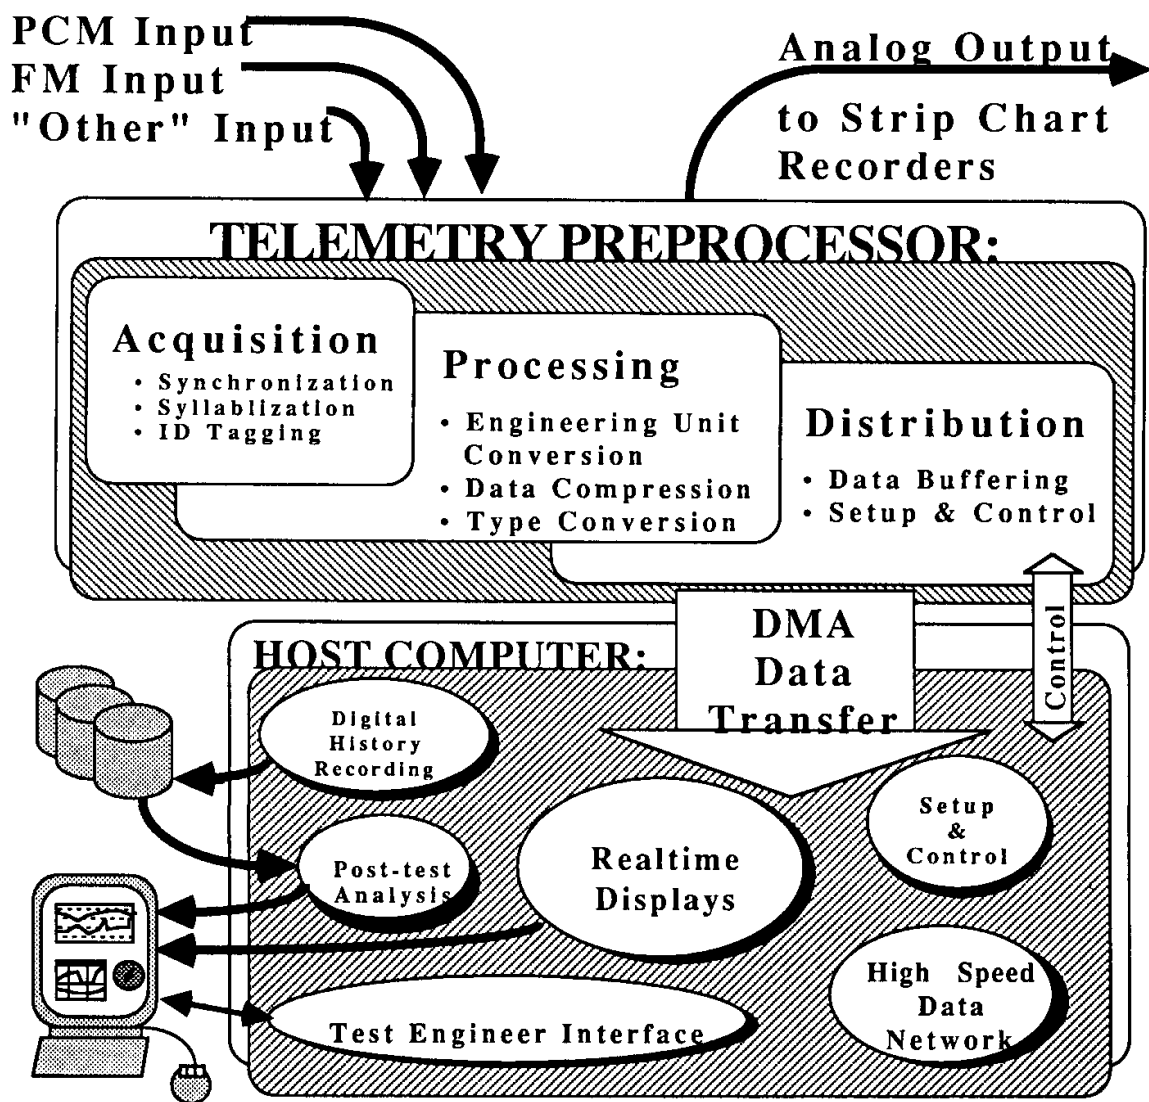 PCM Input
FM Input
"Other" Input
Analog Output
to Strip Chart
Recorders
TELEMETRY PREPROCESSOR:
Acquisition
• Synchronization
• Syllablization
• ID Tagging
Processing
• Engineering Unit
Conversion
• Data Compression
• Type Conversion
Distribution
• Data Buffering
• Setup & Control
DMA
Data
Transfer
Control
HOST COMPUTER:
Digital
History
Recording
Post-test
Analysis
Realtime
Displays
Setup
&
Control
High Speed
Data
Network
Test Engineer Interface